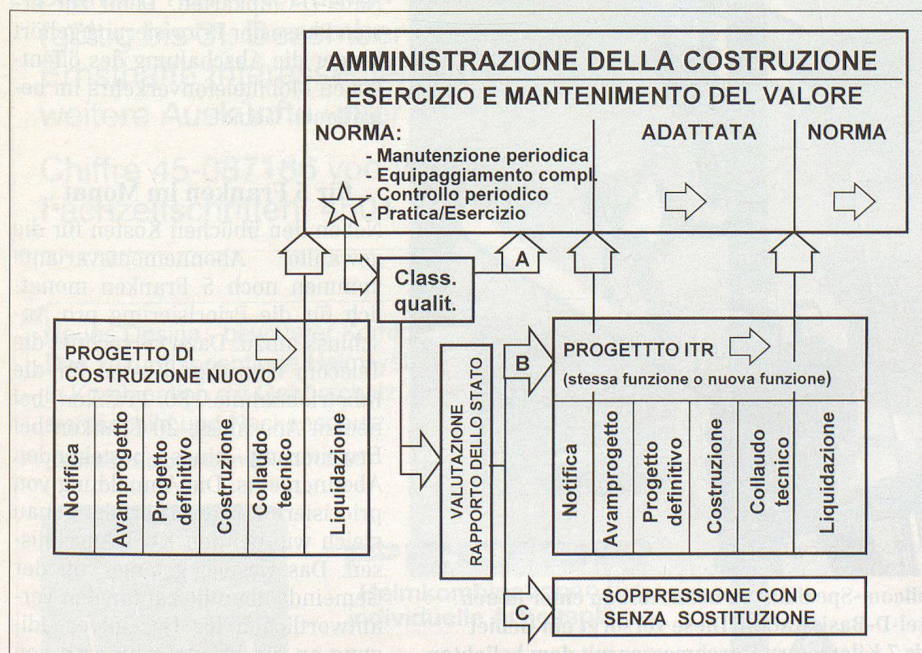 AMMINISTRAZIONE DELLA COSTRUZIONE
ESERCIZIO E MANTENIMENTO DEL VALORE
NORMA:
- Manutenzione periodica
- Equipaggiamento compl.
- Controllo periodico
- Pratica/Esercizio
ADATTATA
NORMA
A
Class.
qualit.
PROGETTO DI
COSTRUZIONE NUOVO
Notifica
Avamprogetto
Progetto
definitivo
Costruzione
Collaudo
tecnico
Liquidazione
VALUTAZIONE
RAPPORTO DELLO STATO
B
PROGETTTO ITR
(stessa funzione o nuova funzione)
Notifica
Avamprogetto
Progetto
definitivo
Costruzione
Collaudo
tecnico
Liquidazione
C
SOPPRESSIONE CON O
SENZA SOSTITUZIONE